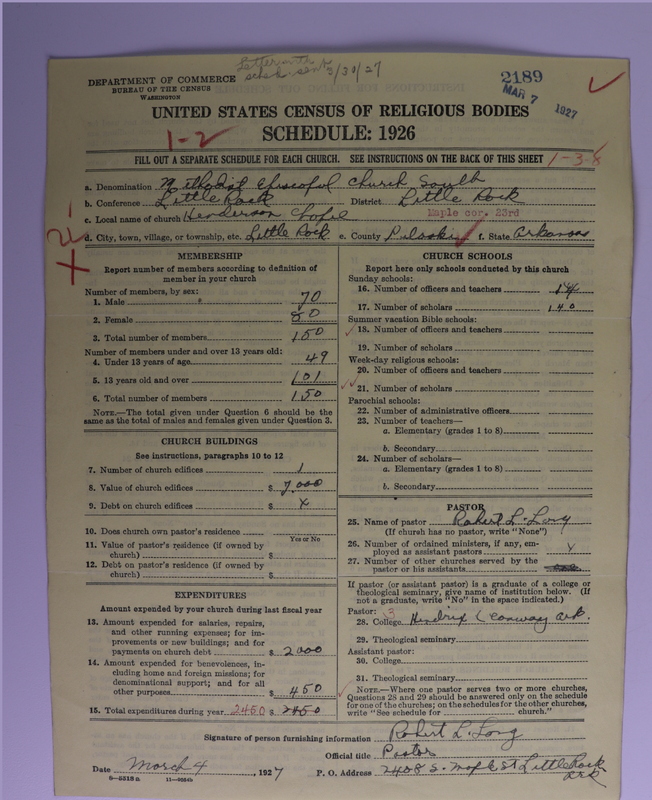 Letter with
schek. sent 3/30/27
DEPARTMENT OF COMMERCE
BUREAU OF THE CENSUS
WASHINGTON
2189
MAR 7 1927
UNITED STATES CENSUS OF RELIGIOUS BODIES
SCHEDULE: 1926
1-2
FILL OUT A SEPARATE SCHEDULE FOR EACH CHURCH. SEE INSTRUCTIONS ON THE BACK OF THIS SHEET
1-3-8
a. Denomination Methodist Episcopal Church South
b. Conference Little Rock District Little Rock
c. Local name of church Henderson Chaple Maple cor. 23rd
d. City, town, village, or township, etc. Little Rock e. County Pulaski f. State Arkansas
MEMBERSHIP
Report number of members according to definition of
member in your church
Number of members, by sex:
1. Male 70
2. Female 80
3. Total number of members 150
Number of members under and over 13 years old:
4. Under 13 years of age 49
5. 13 years old and over 101
6. Total number of members 150
NOTE.—The total given under Question 6 should be the
same as the total of males and females given under Question 3.
CHURCH BUILDINGS
See instructions, paragraphs 10 to 12
7. Number of church edifices 1
8. Value of church edifices $ 7,000
9. Debt on church edifices $ x
10. Does church own pastor's residence
Yes or No
11. Value of pastor's residence (if owned by
church) $
12. Debt on pastor's residence (if owned by
church) $
EXPENDITURES
Amount expended by your church during last fiscal year
13. Amount expended for salaries, repairs,
and other running expenses; for im-
provements or new buildings; and for
payments on church debt $ 2000
14. Amount expended for benevolences, in-
cluding home and foreign missions; for
denominational support; and for all
other purposes $ 450
15. Total expenditures during year 2450 $ 2450
CHURCH SCHOOLS
Report here only schools conducted by this church
Sunday schools:
16. Number of officers and teachers 14
17. Number of scholars 140
Summer vacation Bible schools:
18. Number of officers and teachers
19. Number of scholars
Week-day religious schools:
20. Number of officers and teachers
21. Number of scholars
Parochial schools:
22. Number of administrative officers
23. Number of teachers—
a. Elementary (grades 1 to 8)
b. Secondary
24. Number of scholars—
a. Elementary (grades 1 to 8)
b. Secondary
PASTOR
25. Name of pastor Robert L. Long
(If church has no pastor, write "None")
26. Number of ordained ministers, if any, em-
ployed as assistant pastors x
27. Number of other churches served by the
pastor or his assistants
If pastor (or assistant pastor) is a graduate of a college or
theological seminary, give name of institution below. (If
not a graduate, write "No" in the space indicated.)
Pastor: 3
28. College Hendrix (Conway Ark.
29. Theological seminary
Assistant pastor:
30. College
31. Theological seminary
NOTE.—Where one pastor serves two or more churches,
Questions 28 and 29 should be answered only on the schedule
for one of the churches; on the schedules for the other churches,
write "See schedule for church."
Signature of person furnishing information Robert L. Long
Official title Pastor
Date March 4, 1927 P. O. Address 2408 S. Maple St Little Rock
Ark